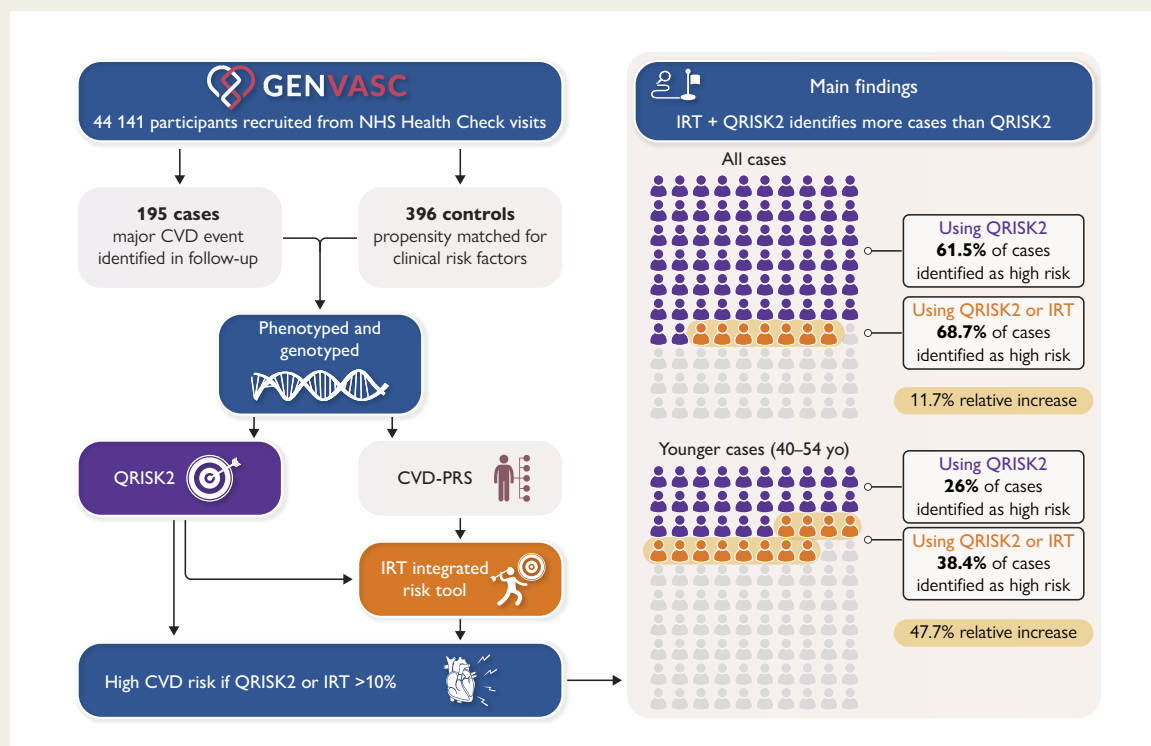 GENVASC
44 141 participants recruited from NHS Health Check visits
195 cases
major CVD event
identified in follow-up
396 controls
propensity matched for
clinical risk factors
Phenotyped and
genotyped
QRISK2
CVD-PRS
IRT integrated
risk tool
High CVD risk if QRISK2 or IRT >10%
Main findings
IRT + QRISK2 identifies more cases than QRISK2
All cases
Using QRISK2
61.5% of cases
identified as high risk
Using QRISK2 or IRT
68.7% of cases
identified as high risk
11.7% relative increase
Younger cases (40–54 yo)
Using QRISK2
26% of cases
identified as high risk
Using QRISK2 or IRT
38.4% of cases
identified as high risk
47.7% relative increase